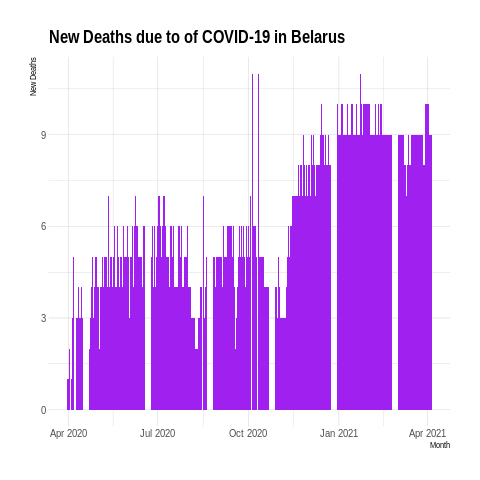 New Deaths due to of COVID-19 in Belarus
New Deaths
9
6
3
0
Apr 2020
Jul 2020
Oct 2020
Jan 2021
Apr 2021
Month